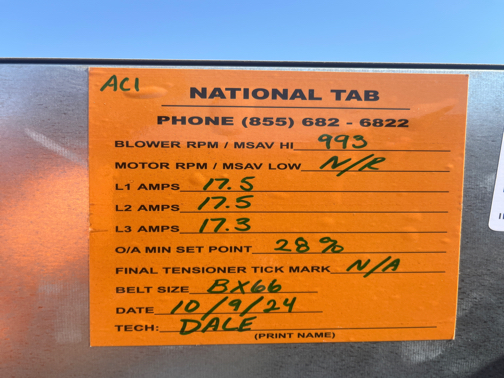 AC1
NATIONAL TAB
PHONE (855) 682 - 6822
BLOWER RPM / MSAV HI 993
MOTOR RPM / MSAV LOW N/R
L1 AMPS 17.5
L2 AMPS 17.5
L3 AMPS 17.3
O/A MIN SET POINT 28%
FINAL TENSIONER TICK MARK N/A
BELT SIZE BX66
DATE 10/9/24
TECH: DALE
(PRINT NAME)